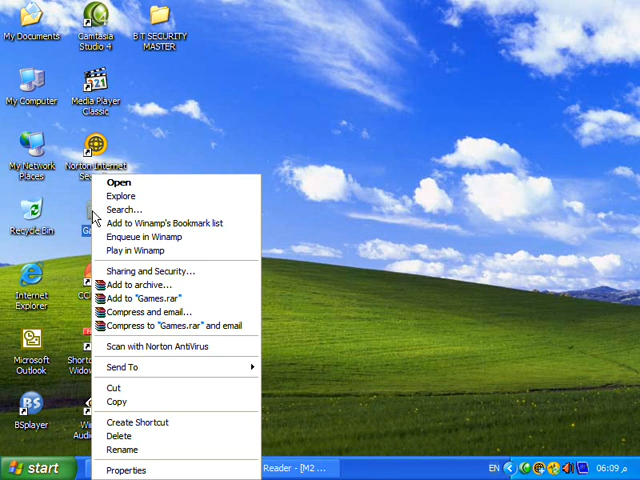 My Documents
Camtasia
Studio 4
B T SECURITY
MASTER
My Computer
Media Player
Classic
My Network
Places
Norton Internet
Recycle Bin
Internet
Explorer
Microsoft
Outlook
BSplayer
Open
Explore
Search...
Add to Winamp's Bookmark list
Enqueue in Winamp
Play in Winamp
Sharing and Security...
Add to archive...
Add to "Games.rar"
Compress and email...
Compress to "Games.rar" and email
Scan with Norton AntiVirus
Send To
Cut
Copy
Create Shortcut
Delete
Rename
Properties
start
Reader - [M2 ...
EN
06:09 م